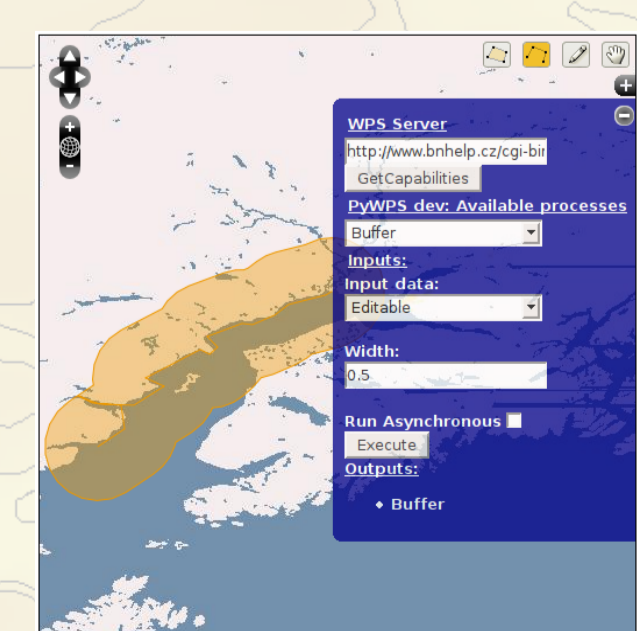 WPS Server
http://www.bnhelp.cz/cgi-bir
GetCapabilities
PyWPS dev: Available processes
Buffer
Inputs:
Input data:
Editable
Width:
0.5
Run Asynchronous
Execute
Outputs:
Buffer